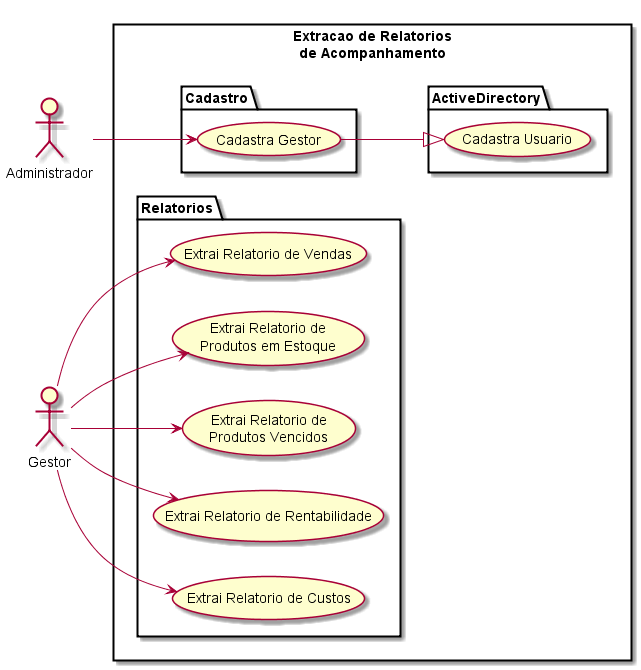 Extracao de Relatorios
de Acompanhamento
Cadastro
ActiveDirectory
Cadastra Gestor
Cadastra Usuario
Administrador
Relatorios
Extrai Relatorio de Vendas
Extrai Relatorio de
Produtos em Estoque
Extrai Relatorio de
Produtos Vencidos
Gestor
Extrai Relatorio de Rentabilidade
Extrai Relatorio de Custos